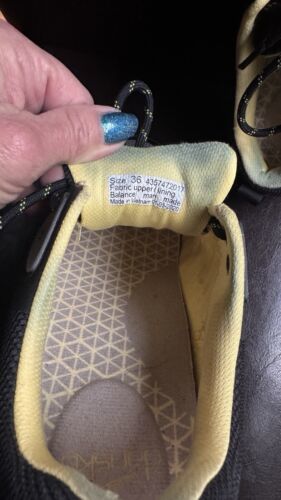 Size: 36 4357472017
Fabric upper/lining
Balance man made
Made in Vietnam